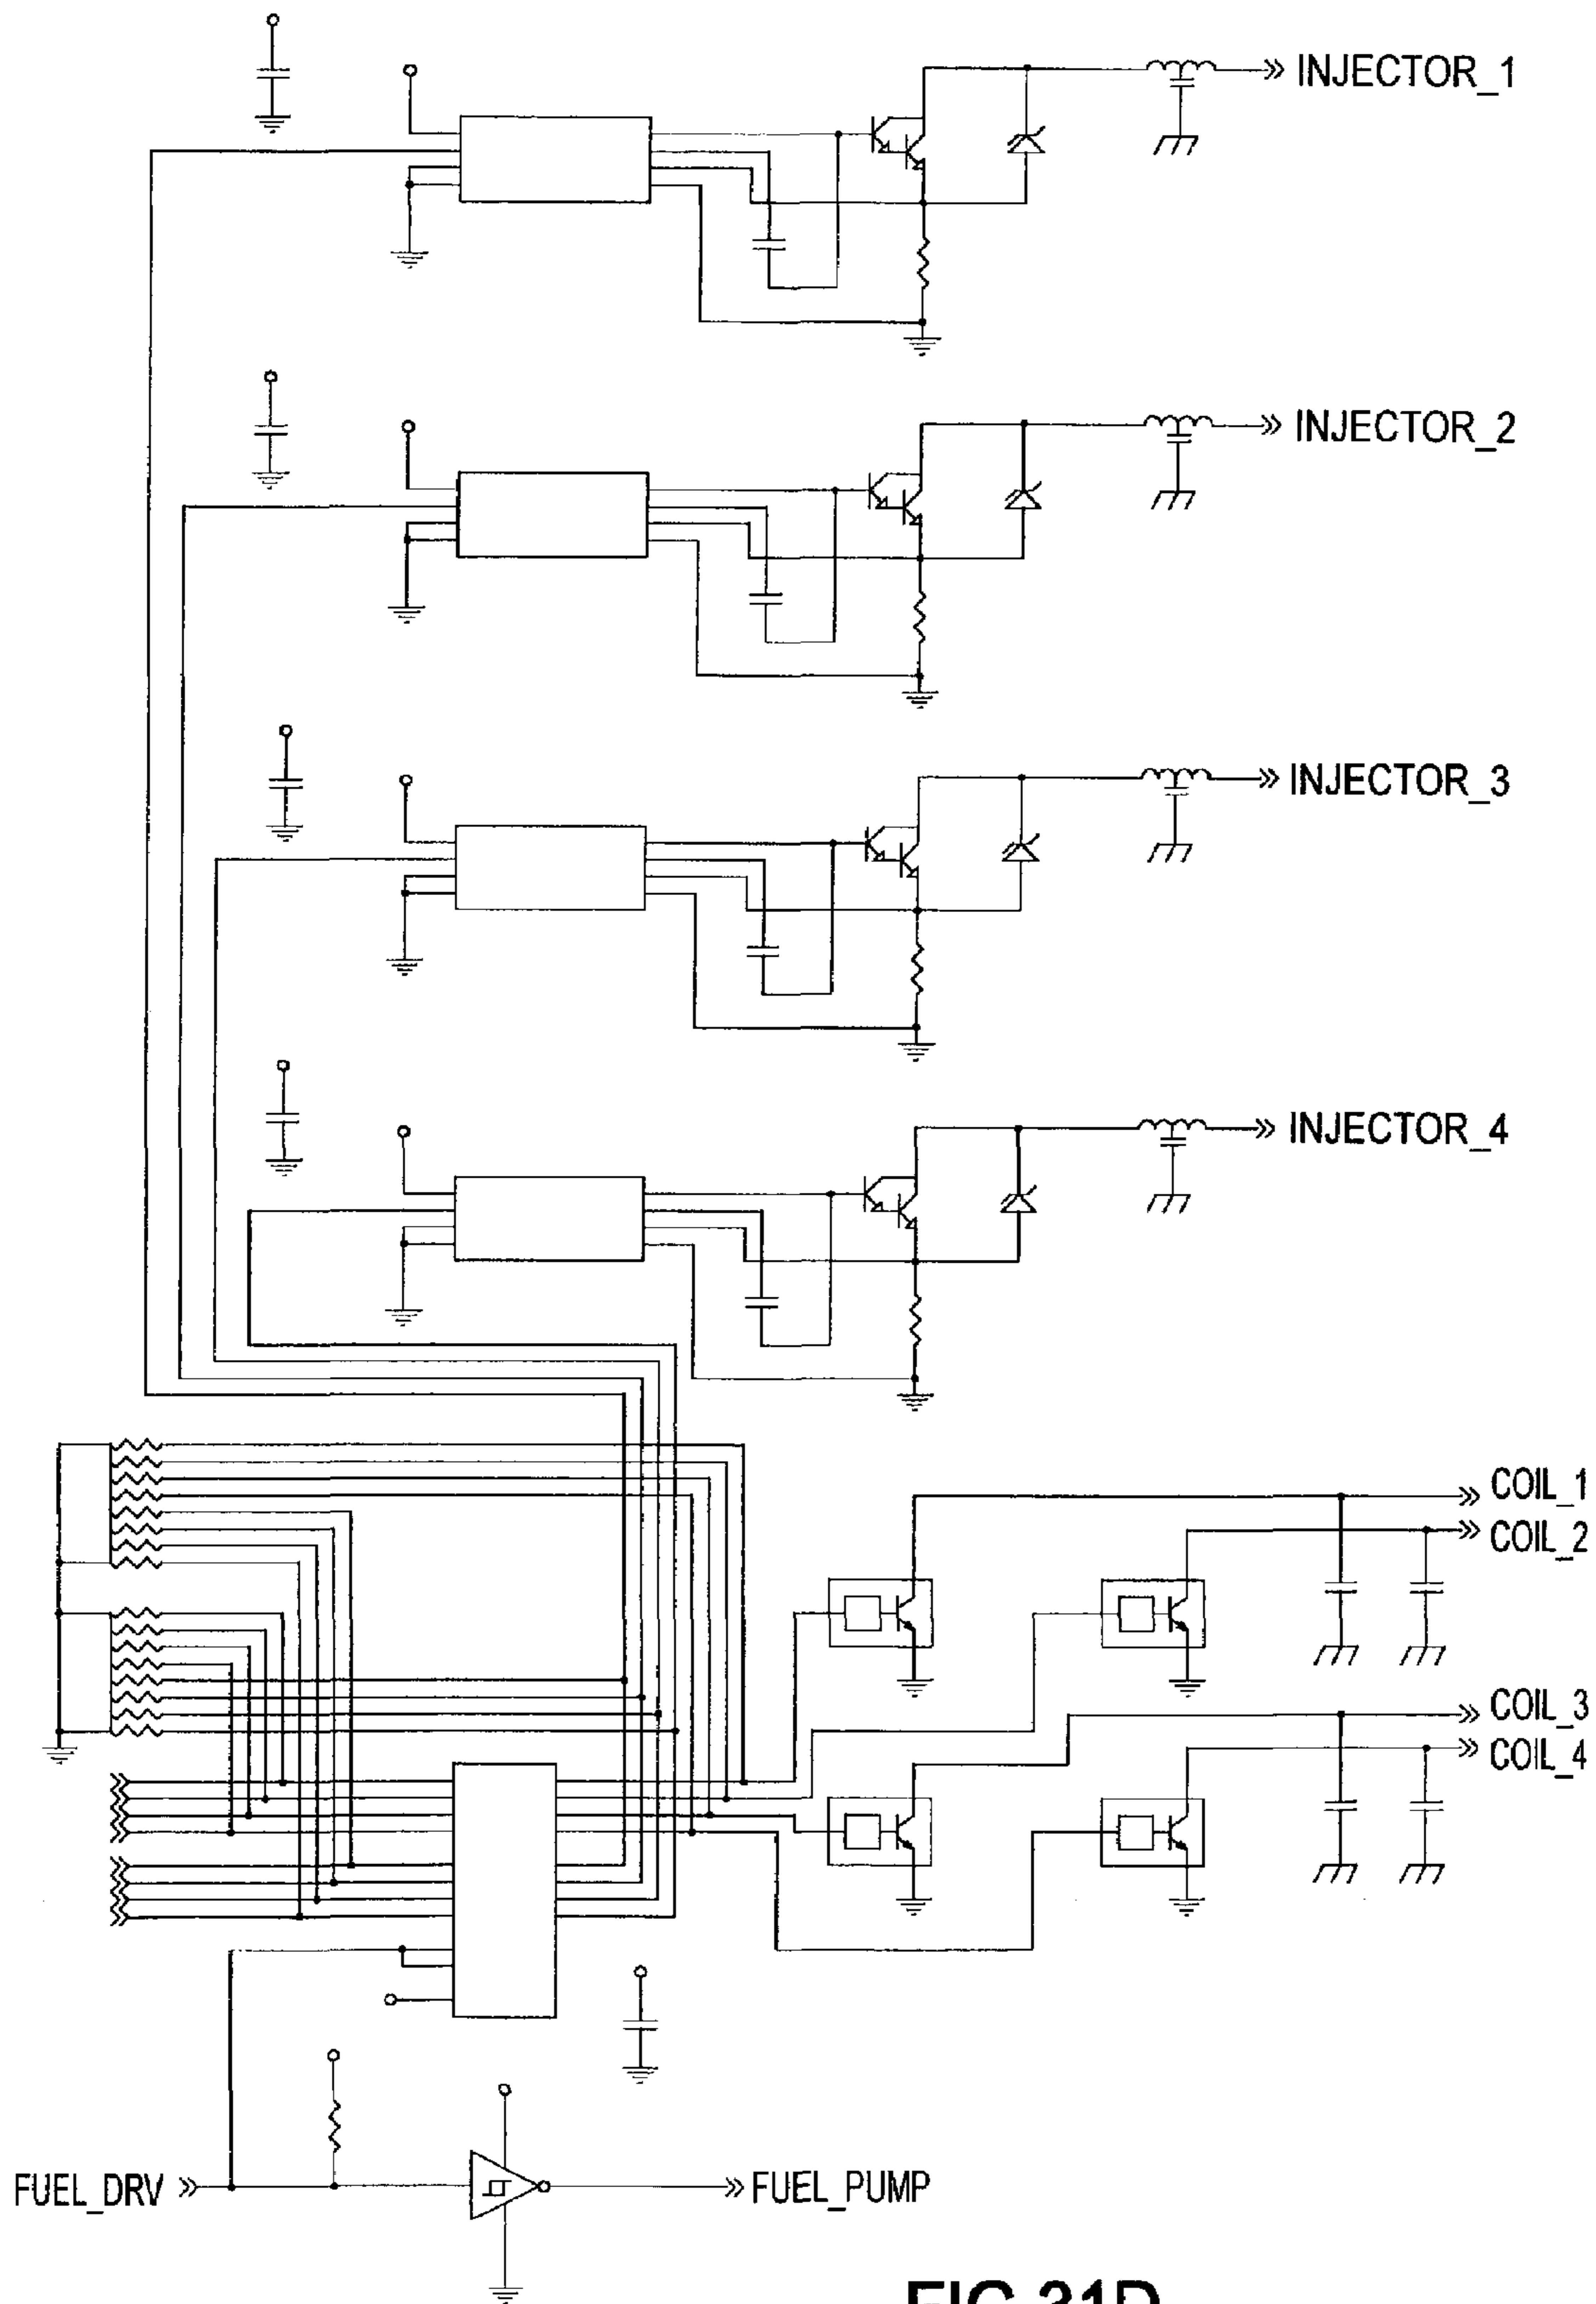 INJECTOR_1
INJECTOR_2
INJECTOR_3
INJECTOR_4
COIL_1
COIL_2
COIL_3
COIL_4
FUEL_DRV
FUEL_PUMP